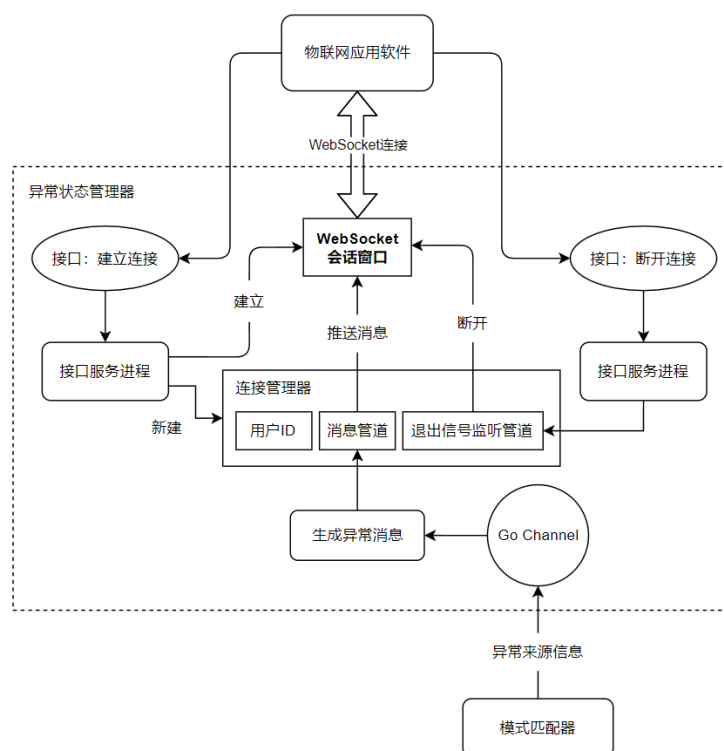 物联网应用软件
WebSocket连接
异常状态管理器
WebSocket
会话窗口
接口：建立连接
接口：断开连接
建立
推送消息
断开
接口服务进程
接口服务进程
连接管理器
新建
用户ID
消息管道
退出信号监听管道
生成异常消息
Go Channel
异常来源信息
模式匹配器